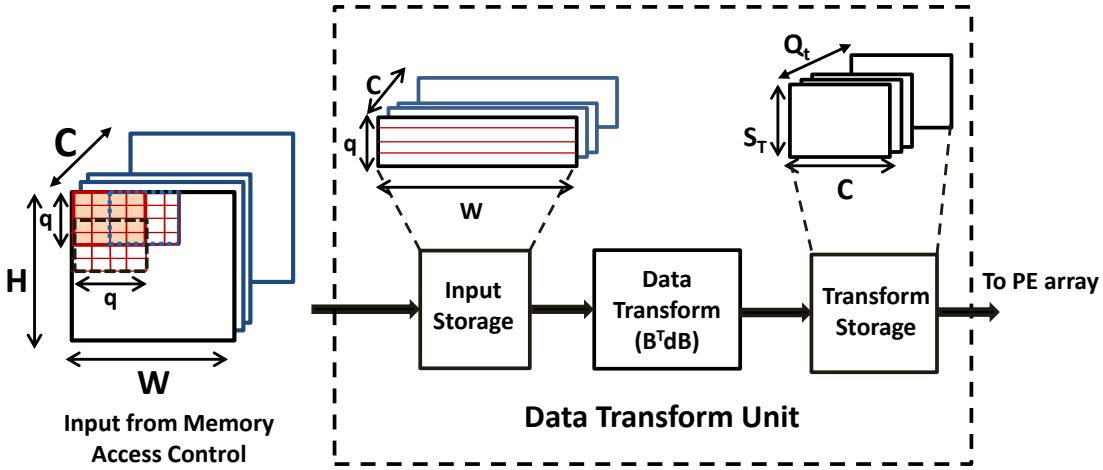 C
q
H
q
W
Input from Memory
Access Control
C
q
W
Input
Storage
Data
Transform
(BᵀdB)
Qₜ
S_T
C
Transform
Storage
To PE array
Data Transform Unit